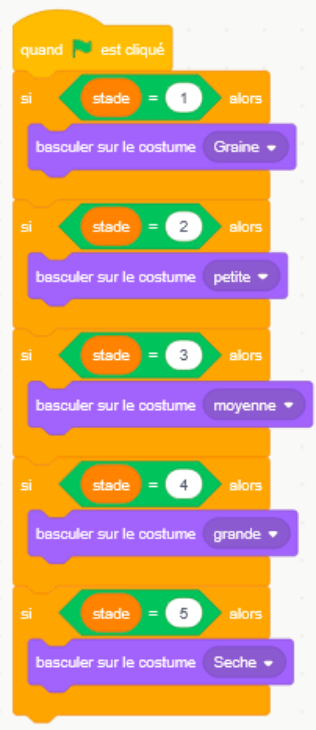 quand est cliqué
si stade = 1 alors
basculer sur le costume Graine
si stade = 2 alors
basculer sur le costume petite
si stade = 3 alors
basculer sur le costume moyenne
si stade = 4 alors
basculer sur le costume grande
si stade = 5 alors
basculer sur le costume Seche